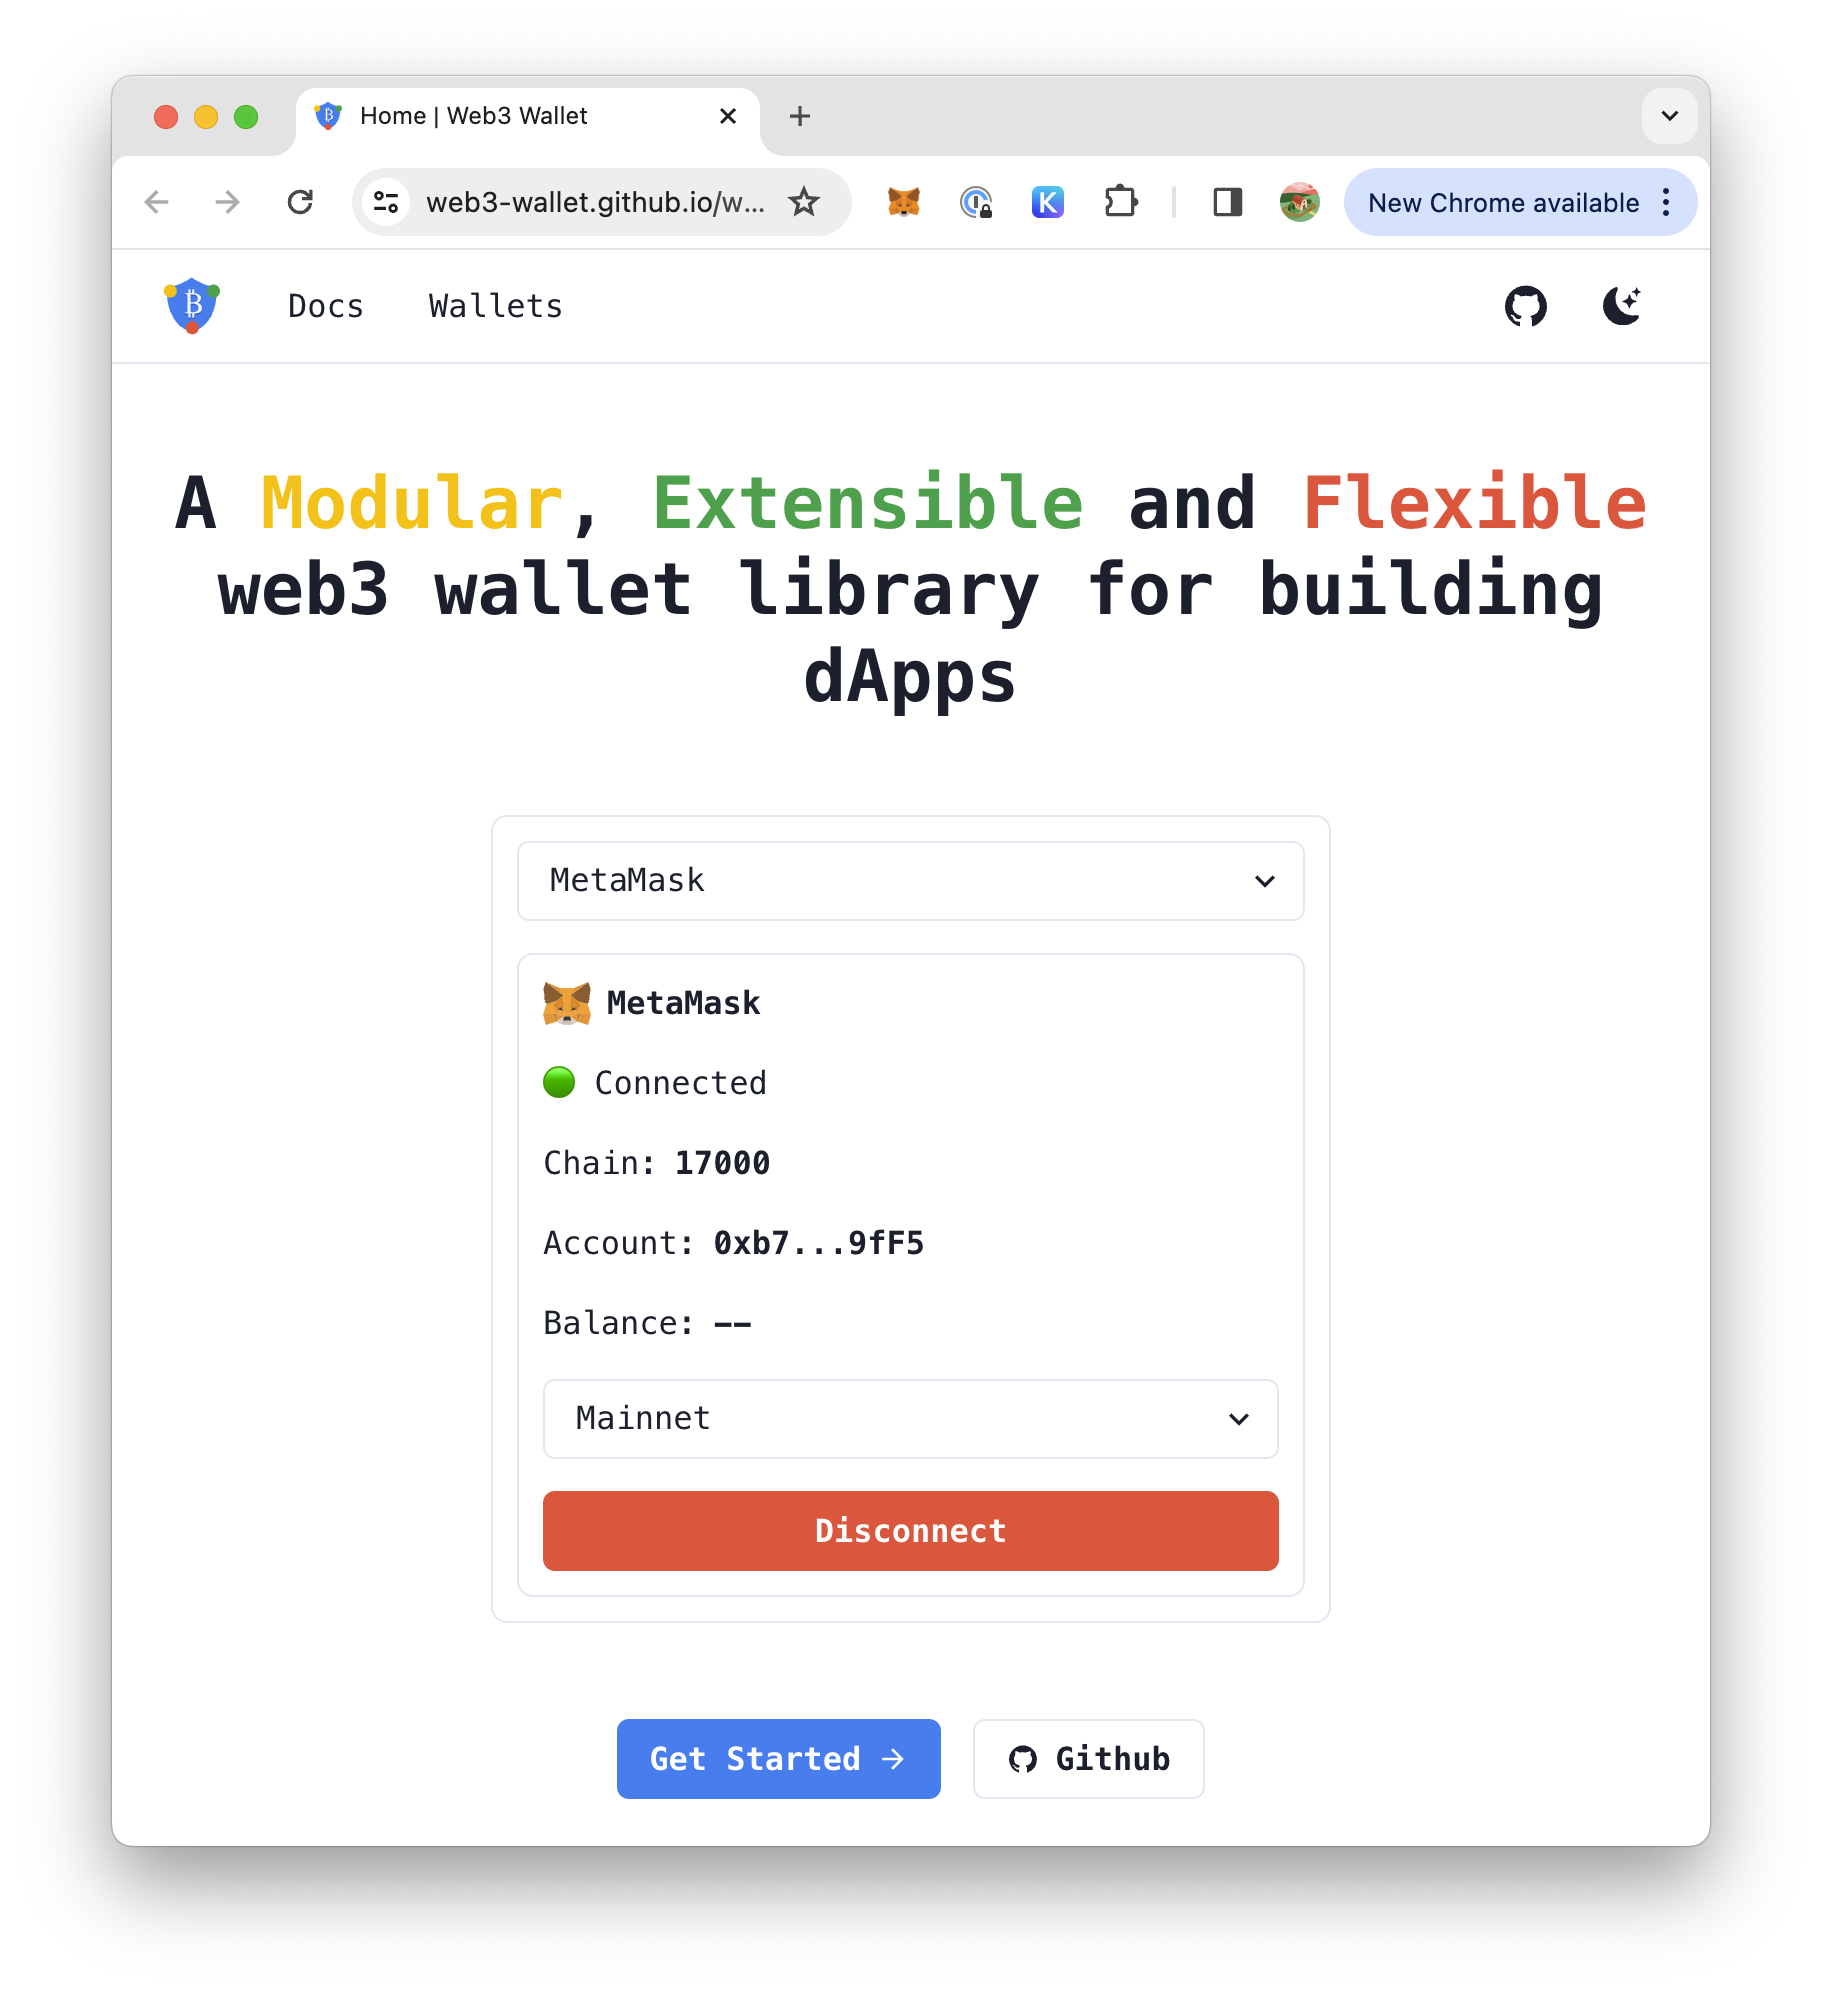 Home | Web3 Wallet
web3-wallet.github.io/w...
New Chrome available
Docs Wallets
A Modular, Extensible and Flexible
web3 wallet library for building
dApps
MetaMask
MetaMask
Connected
Chain: 17000
Account: 0xb7...9fF5
Balance: --
Mainnet
Disconnect
Get Started →
Github